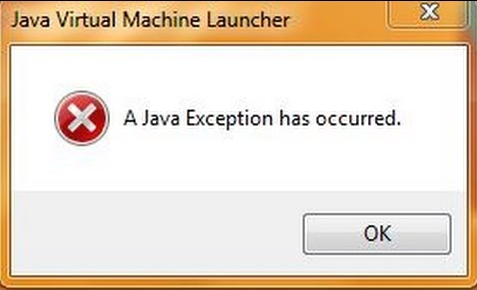 Java Virtual Machine Launcher
A Java Exception has occurred.
OK